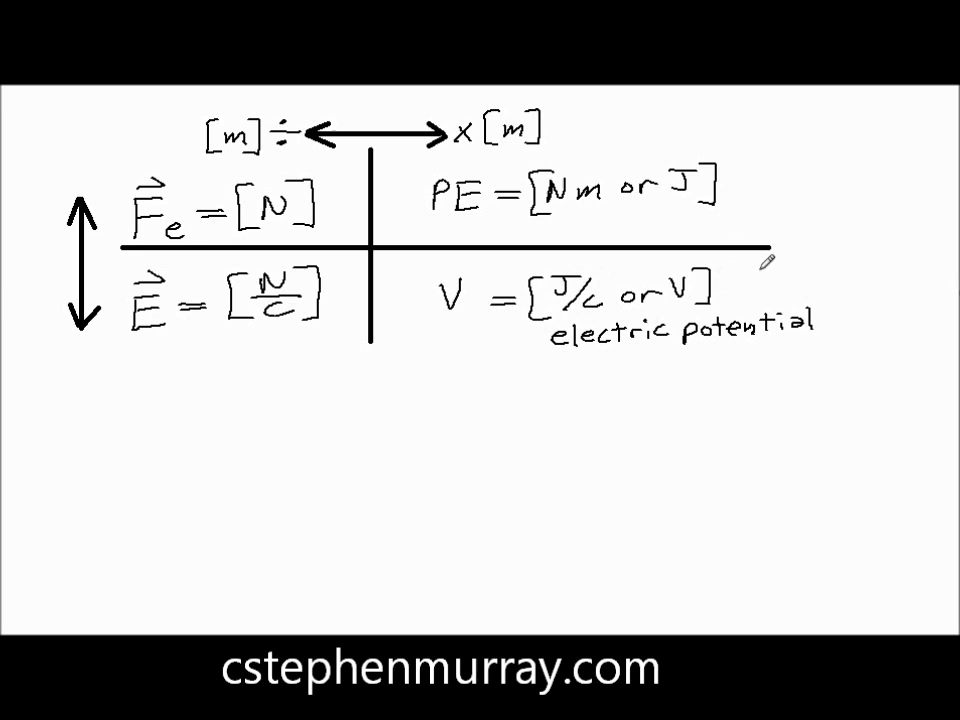 [m] ÷ x [m]
F⃗e = [N] PE = [Nm or J]
E⃗ = [N/C] V = [J/C or V]
electric potential
cstephenmurray.com